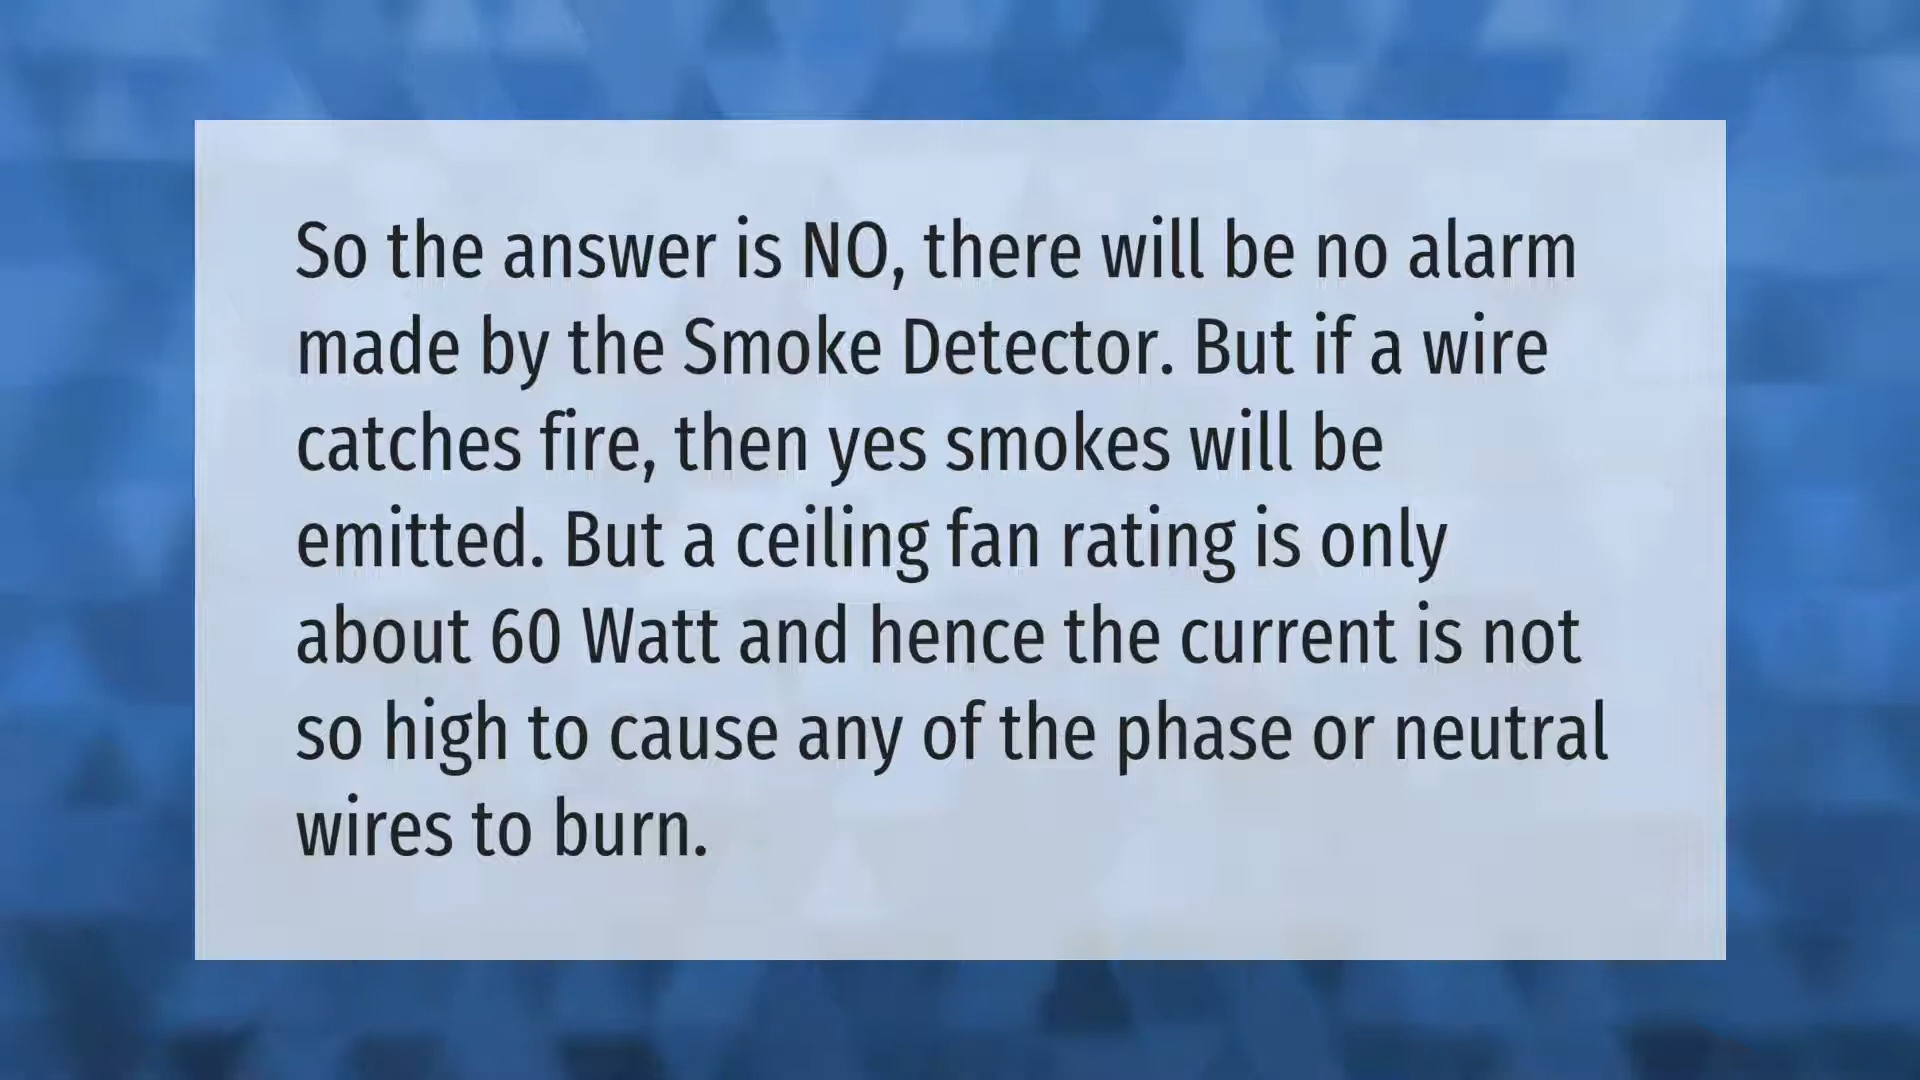 So the answer is NO, there will be no alarm
made by the Smoke Detector. But if a wire
catches fire, then yes smokes will be
emitted. But a ceiling fan rating is only
about 60 Watt and hence the current is not
so high to cause any of the phase or neutral
wires to burn.